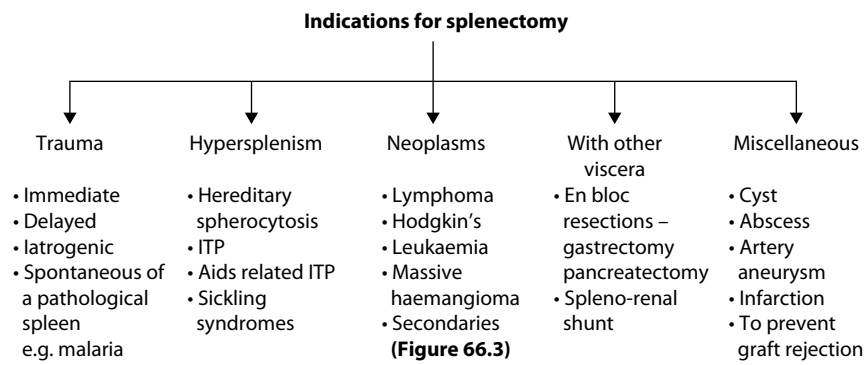 Indications for splenectomy
Trauma
• Immediate
• Delayed
• Iatrogenic
• Spontaneous of
a pathological
spleen
e.g. malaria
Hypersplenism
• Hereditary
spherocytosis
• ITP
• Aids related ITP
• Sickling
syndromes
Neoplasms
• Lymphoma
• Hodgkin's
• Leukaemia
• Massive
haemangioma
• Secondaries
(Figure 66.3)
With other
viscera
• En bloc
resections –
gastrectomy
pancreatectomy
• Spleno-renal
shunt
Miscellaneous
• Cyst
• Abscess
• Artery
aneurysm
• Infarction
• To prevent
graft rejection